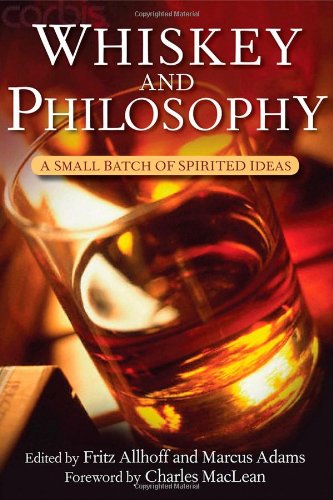 corbis
WHISKEY
AND
PHILOSOPHY
A SMALL BATCH OF SPIRITED IDEAS
Edited by Fritz Allhoff and Marcus Adams
Foreword by Charles MacLean